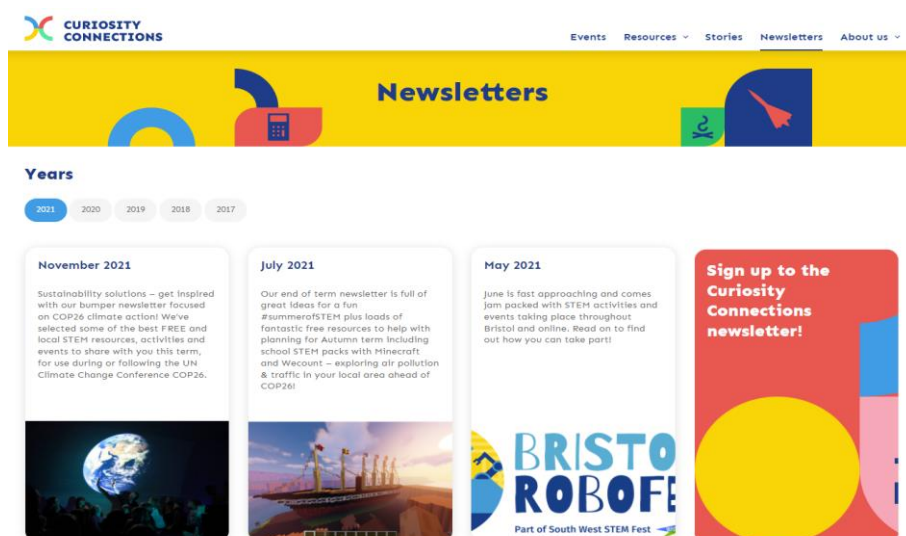 CURIOSITY
CONNECTIONS
Events Resources Stories Newsletters About us
Newsletters
Years
2021 2020 2019 2018 2017
November 2021
Sustainability solutions – get inspired
with our bumper newsletter focused
on COP26 climate action! We've
selected some of the best FREE and
local STEM resources, activities and
events to share with you this term,
for use during or following the UN
Climate Change Conference COP26.
July 2021
Our end of term newsletter is full of
great ideas for a fun
#summerofSTEM plus loads of
fantastic free resources to help with
planning for Autumn term including
school STEM packs with Minecraft
and Wecount – exploring air pollution
& traffic in your local area ahead of
COP26!
May 2021
June is fast approaching and comes
jam packed with STEM activities and
events taking place throughout
Bristol and online. Read on to find
out how you can take part!
BRISTO
ROBOFE
Part of South West STEM Fest
Sign up to the
Curiosity
Connections
newsletter!